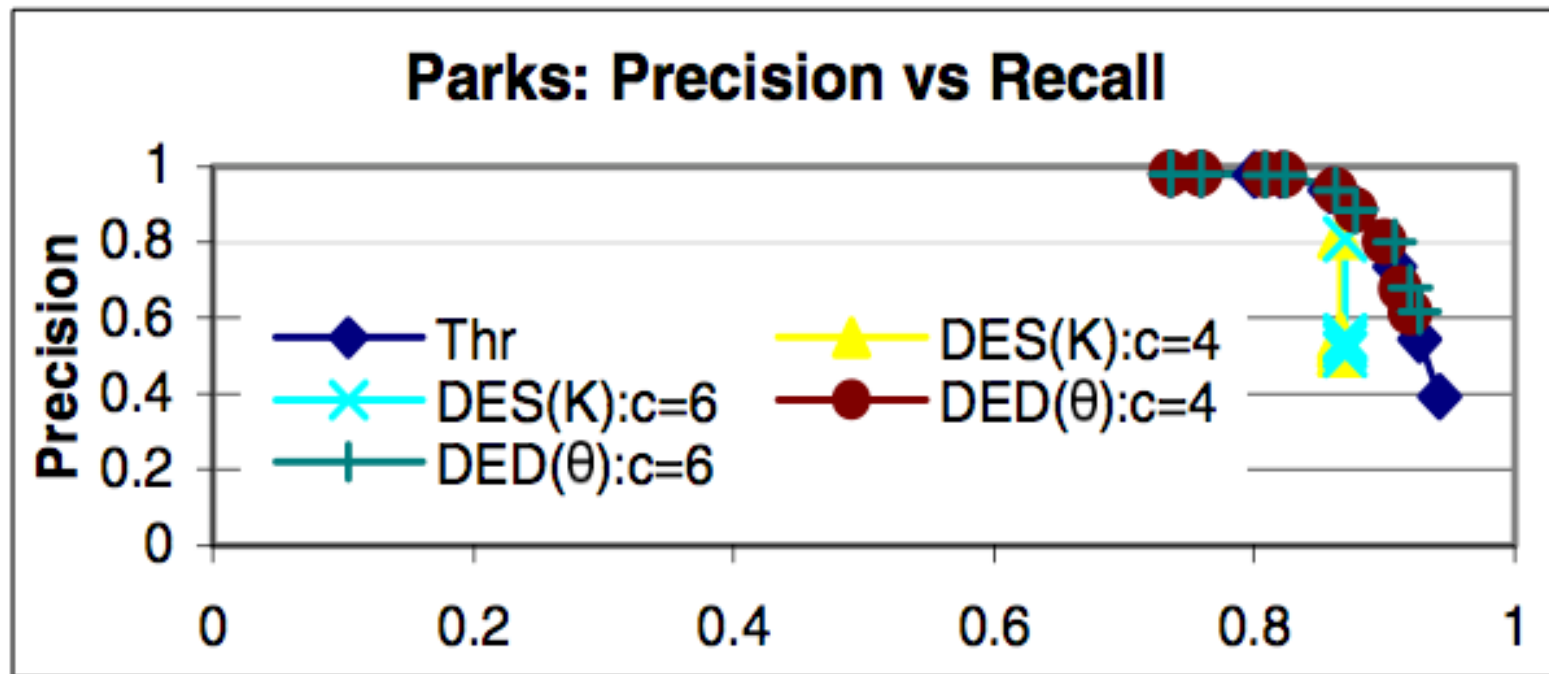 Parks: Precision vs Recall
Precision
1
0.8
0.6
0.4
0.2
0
Thr
DES(K):c=4
DES(K):c=6
DED(θ):c=4
DED(θ):c=6
0 0.2 0.4 0.6 0.8 1